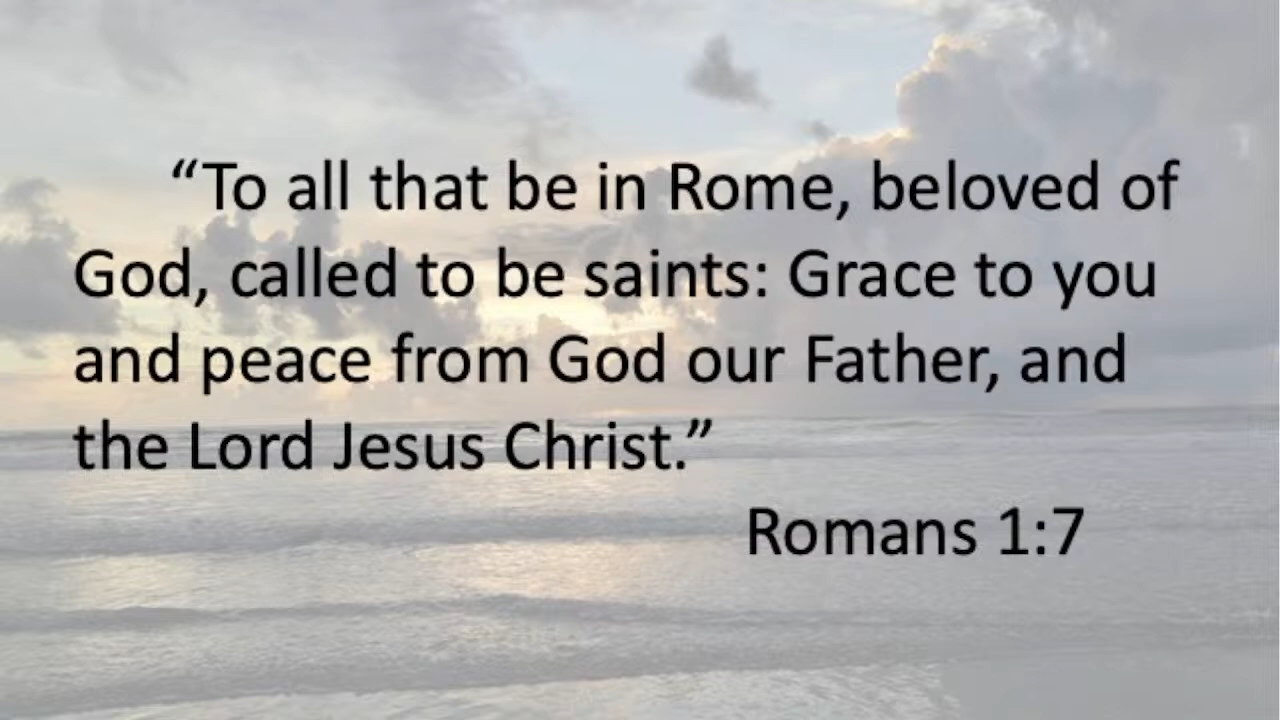 “To all that be in Rome, beloved of
God, called to be saints: Grace to you
and peace from God our Father, and
the Lord Jesus Christ.”
Romans 1:7